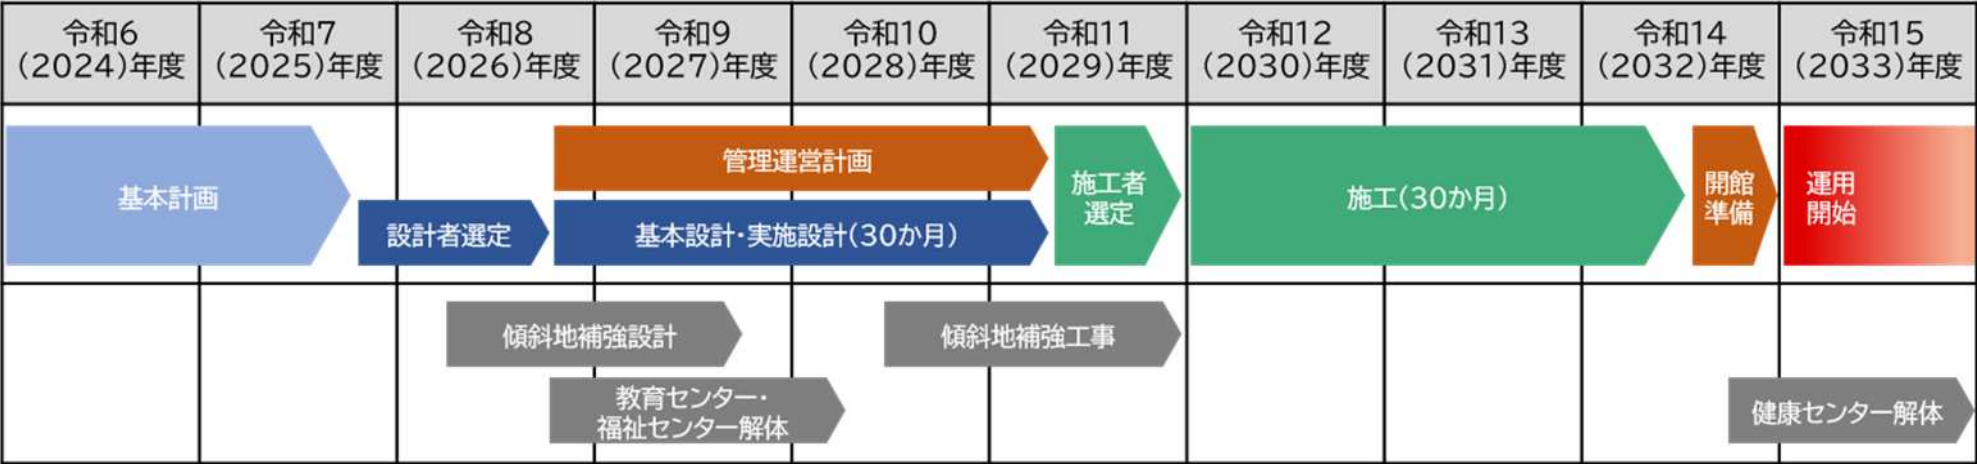 令和6
(2024)年度
令和7
(2025)年度
令和8
(2026)年度
令和9
(2027)年度
令和10
(2028)年度
令和11
(2029)年度
令和12
(2030)年度
令和13
(2031)年度
令和14
(2032)年度
令和15
(2033)年度
基本計画
設計者選定
管理運営計画
基本設計・実施設計(30か月)
施工者
選定
施工(30か月)
開館
準備
運用
開始
傾斜地補強設計
傾斜地補強工事
教育センター・
福祉センター解体
健康センター解体